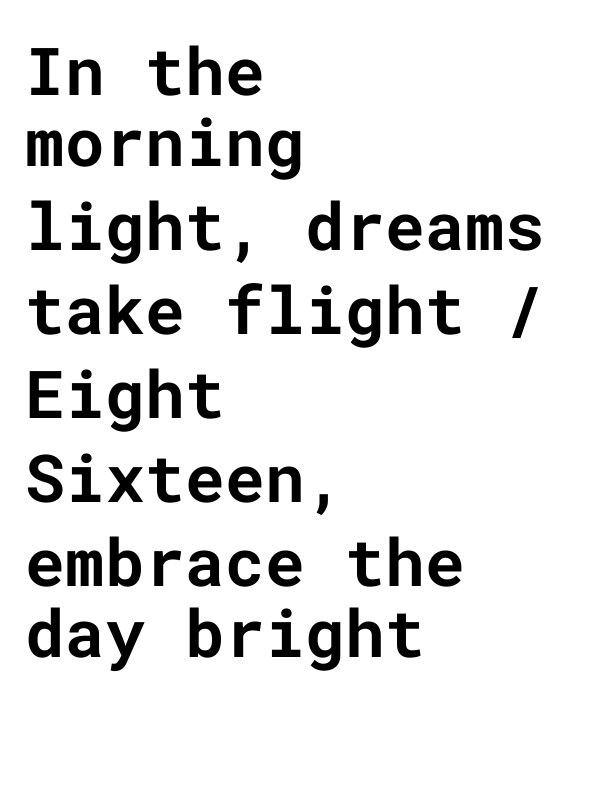 In the
morning
light, dreams
take flight /
Eight
Sixteen,
embrace the
day bright